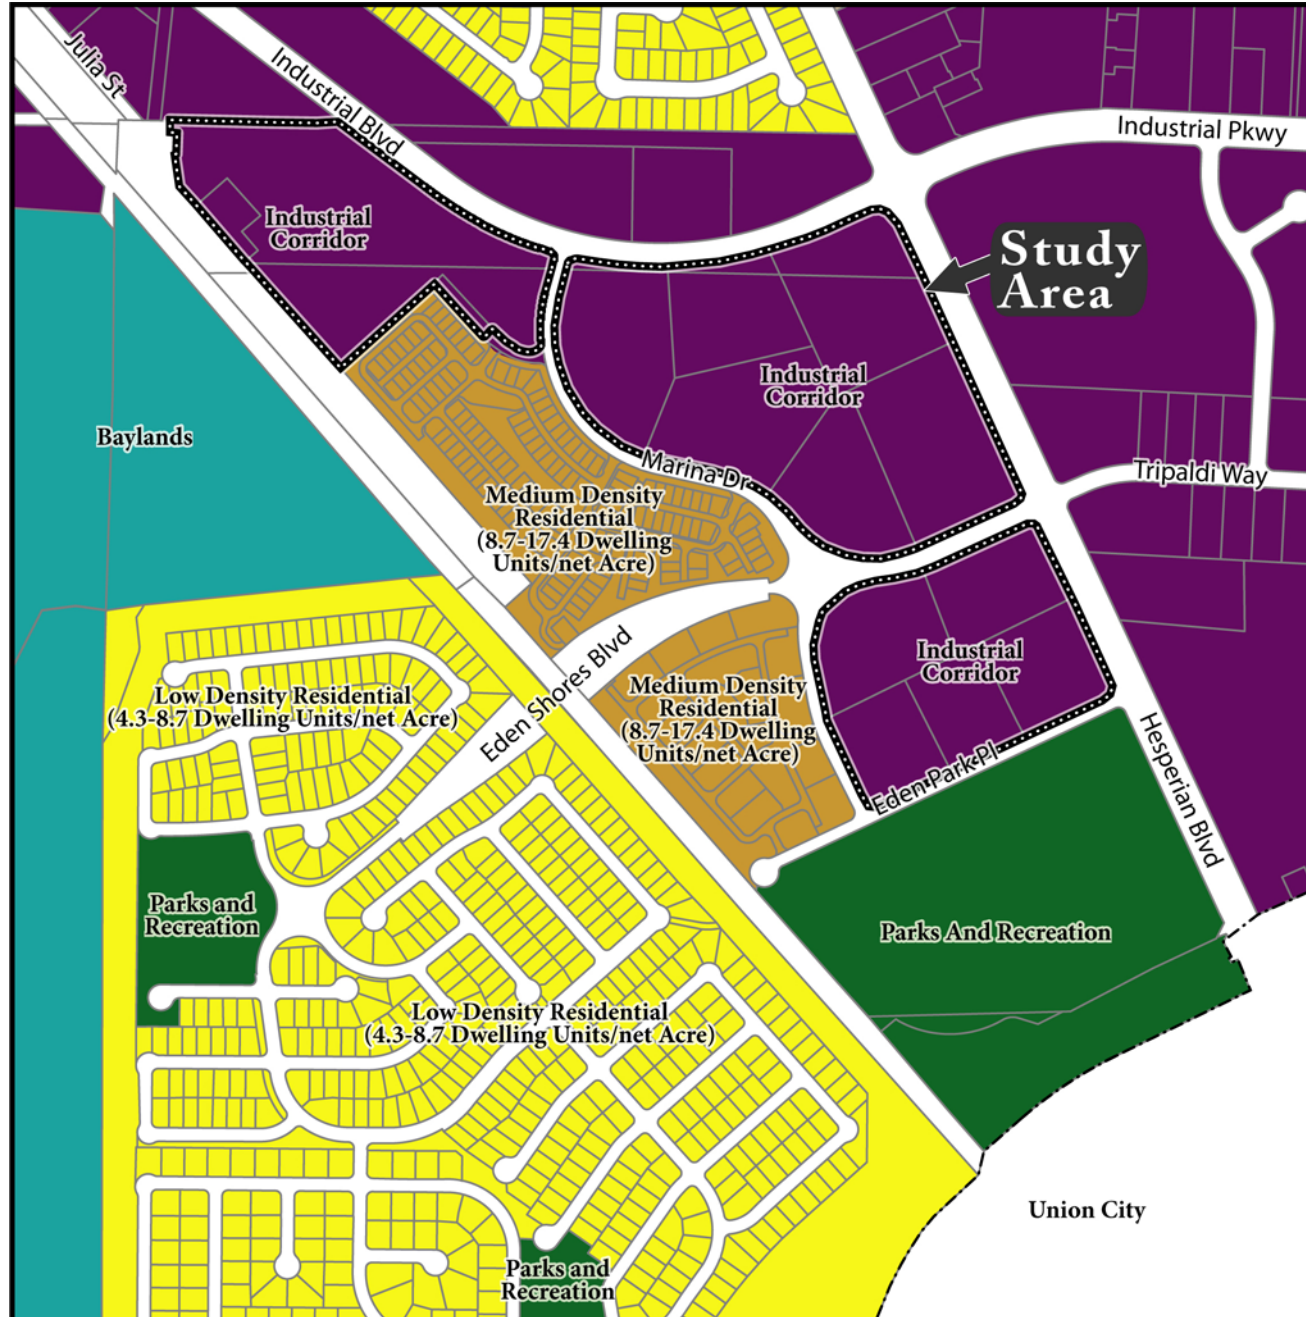 Julia St
Industrial Blvd
Industrial Pkwy
Industrial
Corridor
Study
Area
Industrial
Corridor
Baylands
Marina Dr
Tripaldi Way
Medium Density
Residential
(8.7-17.4 Dwelling
Units/net Acre)
Eden Shores Blvd
Industrial
Corridor
Low Density Residential
(4.3-8.7 Dwelling Units/net Acre)
Medium Density
Residential
(8.7-17.4 Dwelling
Units/net Acre)
Hesperian Blvd
Eden Park Pl
Parks and
Recreation
Parks And Recreation
Low Density Residential
(4.3-8.7 Dwelling Units/net Acre)
Union City
Parks and
Recreation